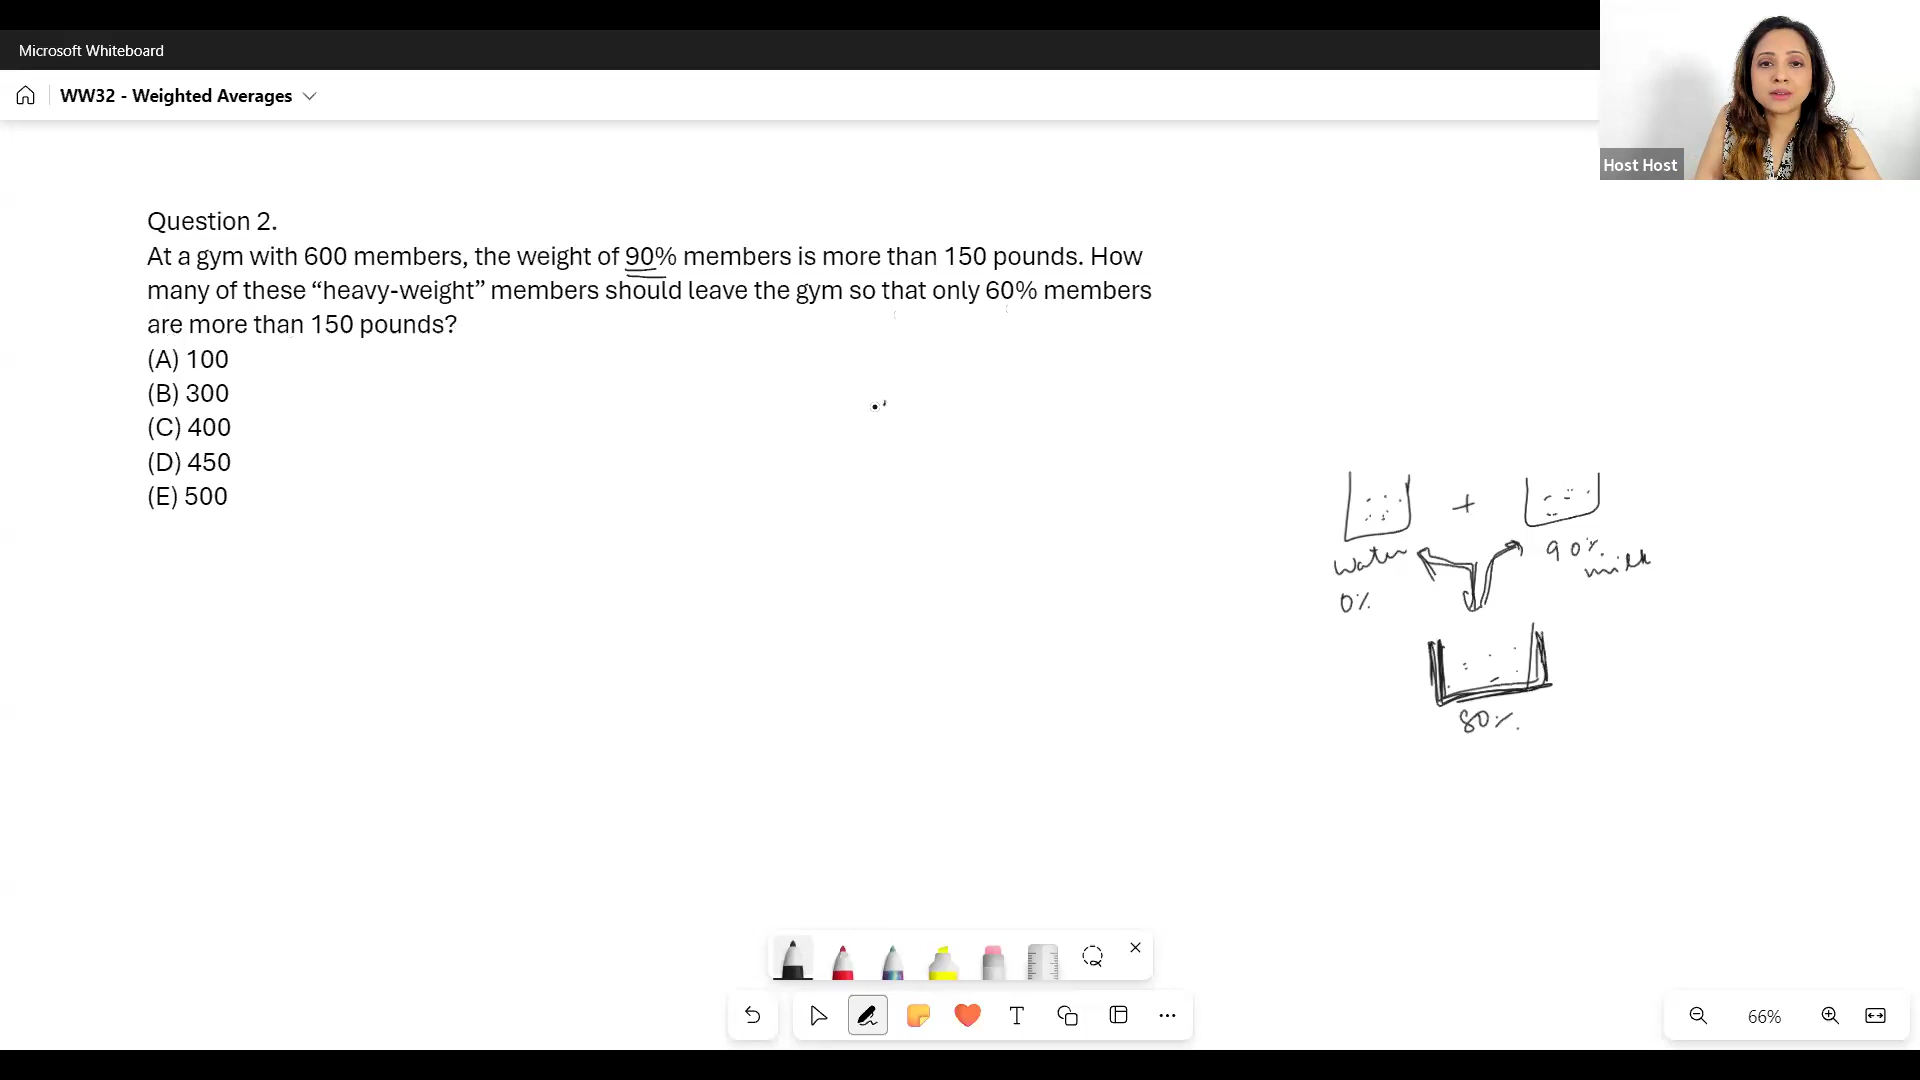 Microsoft Whiteboard
WW32 - Weighted Averages
Host Host
Question 2.
At a gym with 600 members, the weight of 90% members is more than 150 pounds. How
many of these “heavy-weight” members should leave the gym so that only 60% members
are more than 150 pounds?
(A) 100
(B) 300
(C) 400
(D) 450
(E) 500
+
water
0%
90%
milk
80%
T
66%